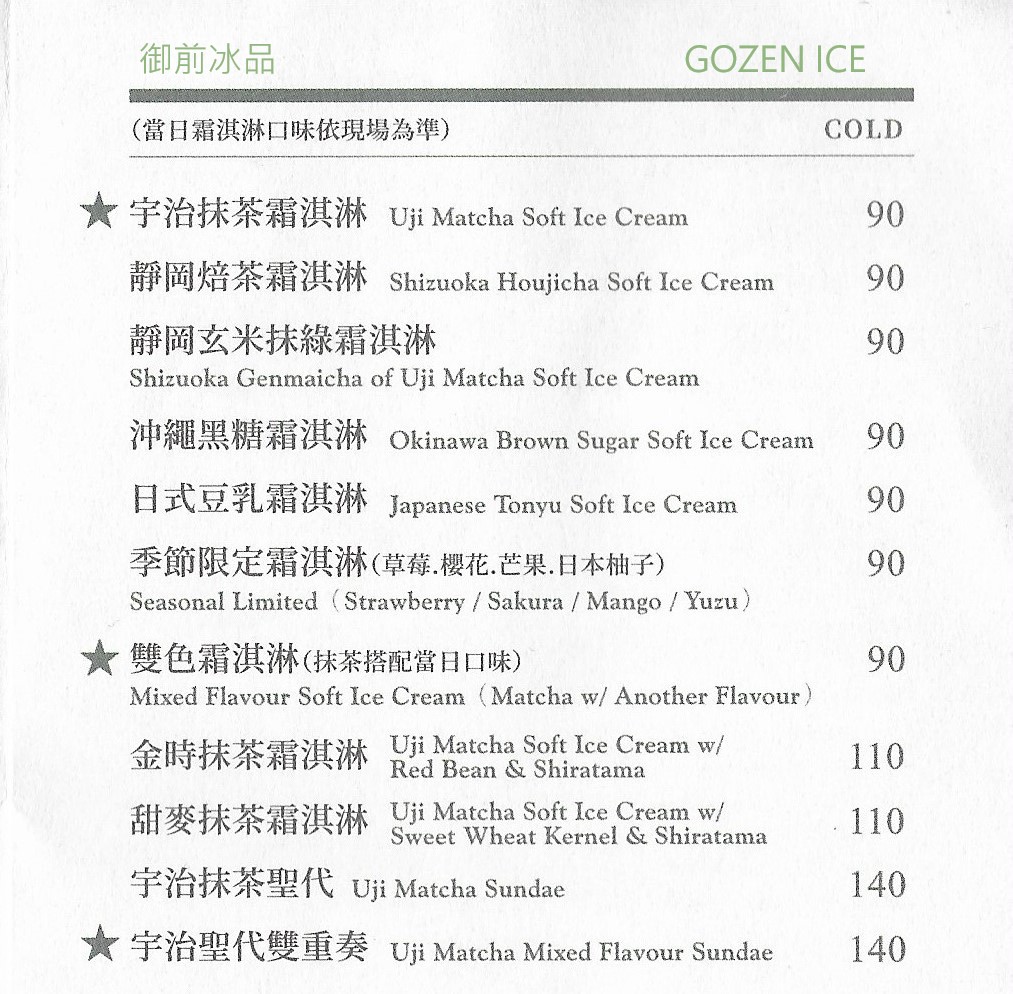 御前冰品 GOZEN ICE
(當日霜淇淋口味依現場為準) COLD
★ 宇治抹茶霜淇淋 Uji Matcha Soft Ice Cream 90
靜岡焙茶霜淇淋 Shizuoka Houjicha Soft Ice Cream 90
靜岡玄米抹綠霜淇淋 90
Shizuoka Genmaicha of Uji Matcha Soft Ice Cream
沖繩黑糖霜淇淋 Okinawa Brown Sugar Soft Ice Cream 90
日式豆乳霜淇淋 Japanese Tonyu Soft Ice Cream 90
季節限定霜淇淋(草莓.櫻花.芒果.日本柚子) 90
Seasonal Limited（Strawberry / Sakura / Mango / Yuzu）
★ 雙色霜淇淋(抹茶搭配當日口味) 90
Mixed Flavour Soft Ice Cream（Matcha w/ Another Flavour）
金時抹茶霜淇淋 Uji Matcha Soft Ice Cream w/
Red Bean & Shiratama 110
甜麥抹茶霜淇淋 Uji Matcha Soft Ice Cream w/
Sweet Wheat Kernel & Shiratama 110
宇治抹茶聖代 Uji Matcha Sundae 140
★ 宇治聖代雙重奏 Uji Matcha Mixed Flavour Sundae 140